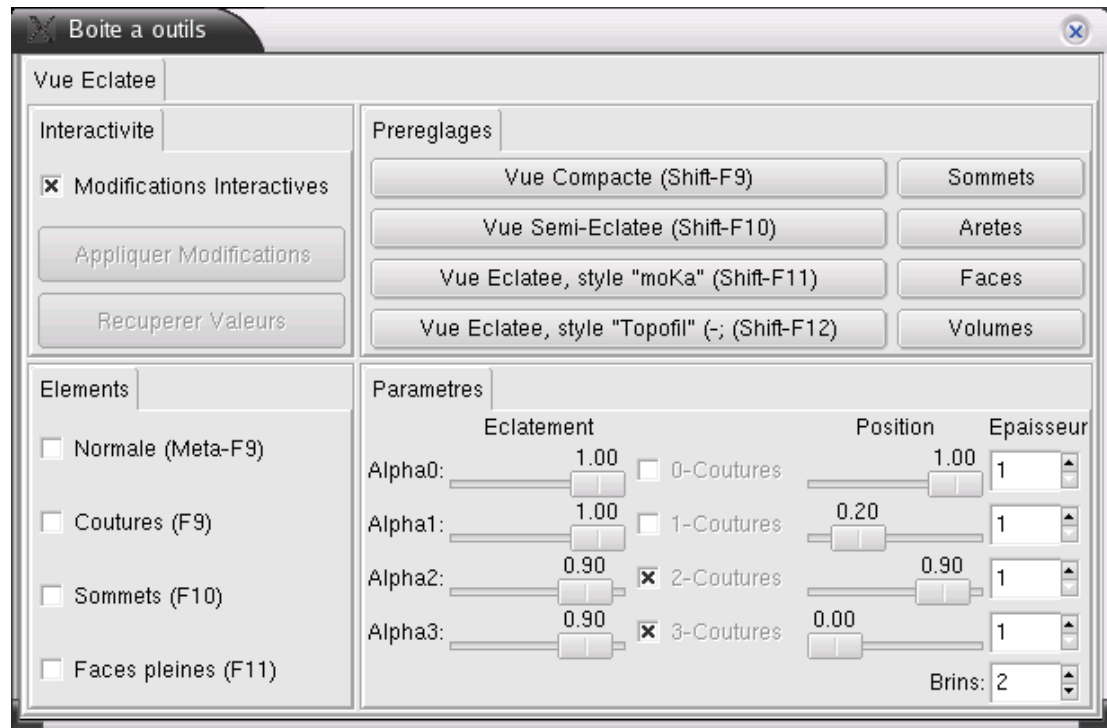 Boite a outils
Vue Eclatee
Interactivite
Modifications Interactives
Appliquer Modifications
Recuperer Valeurs
Prereglages
Vue Compacte (Shift-F9)
Sommets
Vue Semi-Eclatee (Shift-F10)
Aretes
Vue Eclatee, style "moKa" (Shift-F11)
Faces
Vue Eclatee, style "Topofil" (-; (Shift-F12)
Volumes
Elements
Normale (Meta-F9)
Coutures (F9)
Sommets (F10)
Faces pleines (F11)
Parametres
Eclatement Position Epaisseur
Alpha0: 1.00 0-Coutures 1.00 1
Alpha1: 1.00 1-Coutures 0.20 1
Alpha2: 0.90 2-Coutures 0.90 1
Alpha3: 0.90 3-Coutures 0.00 1
Brins: 2